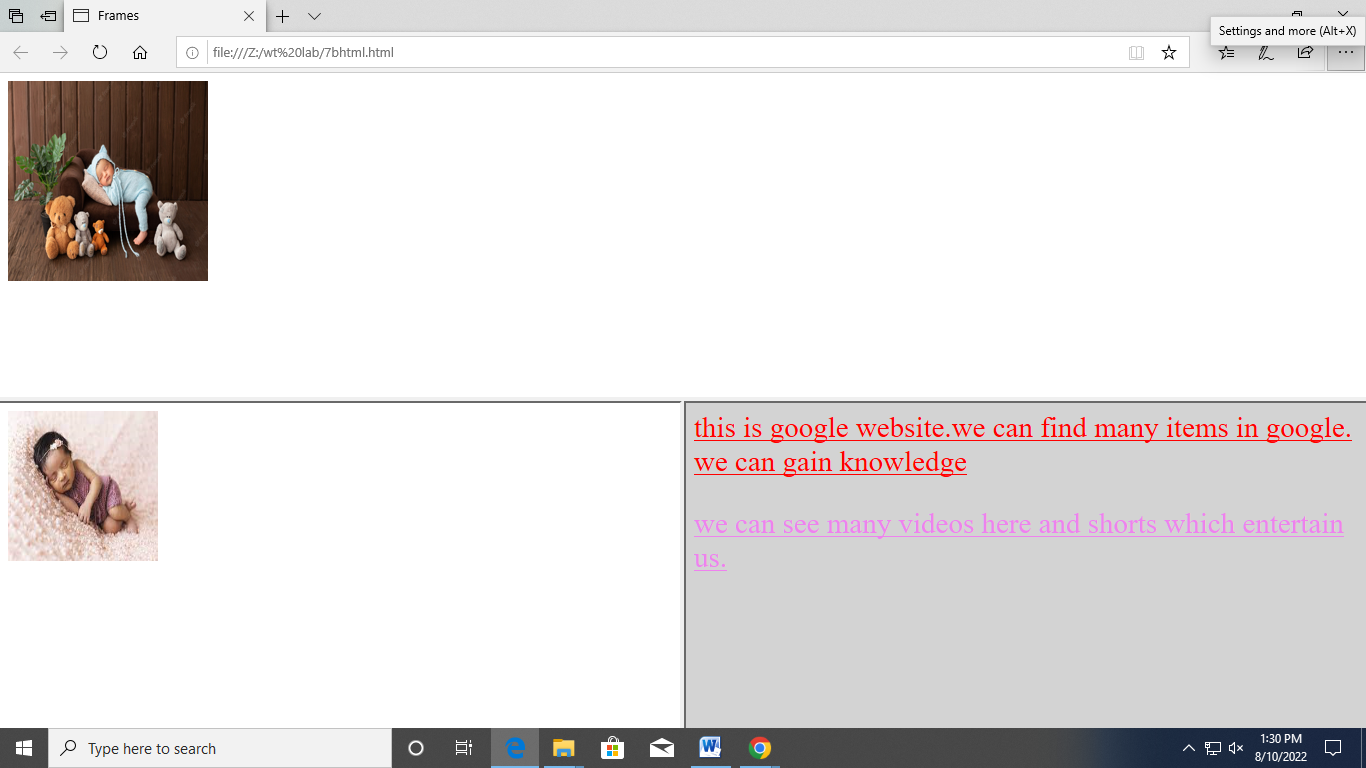 Frames
Settings and more (Alt+X)
file:///Z:/wt%20lab/7bhtml.html
this is google website.we can find many items in google.
we can gain knowledge
we can see many videos here and shorts which entertain
us.
Type here to search
1:30 PM
8/10/2022